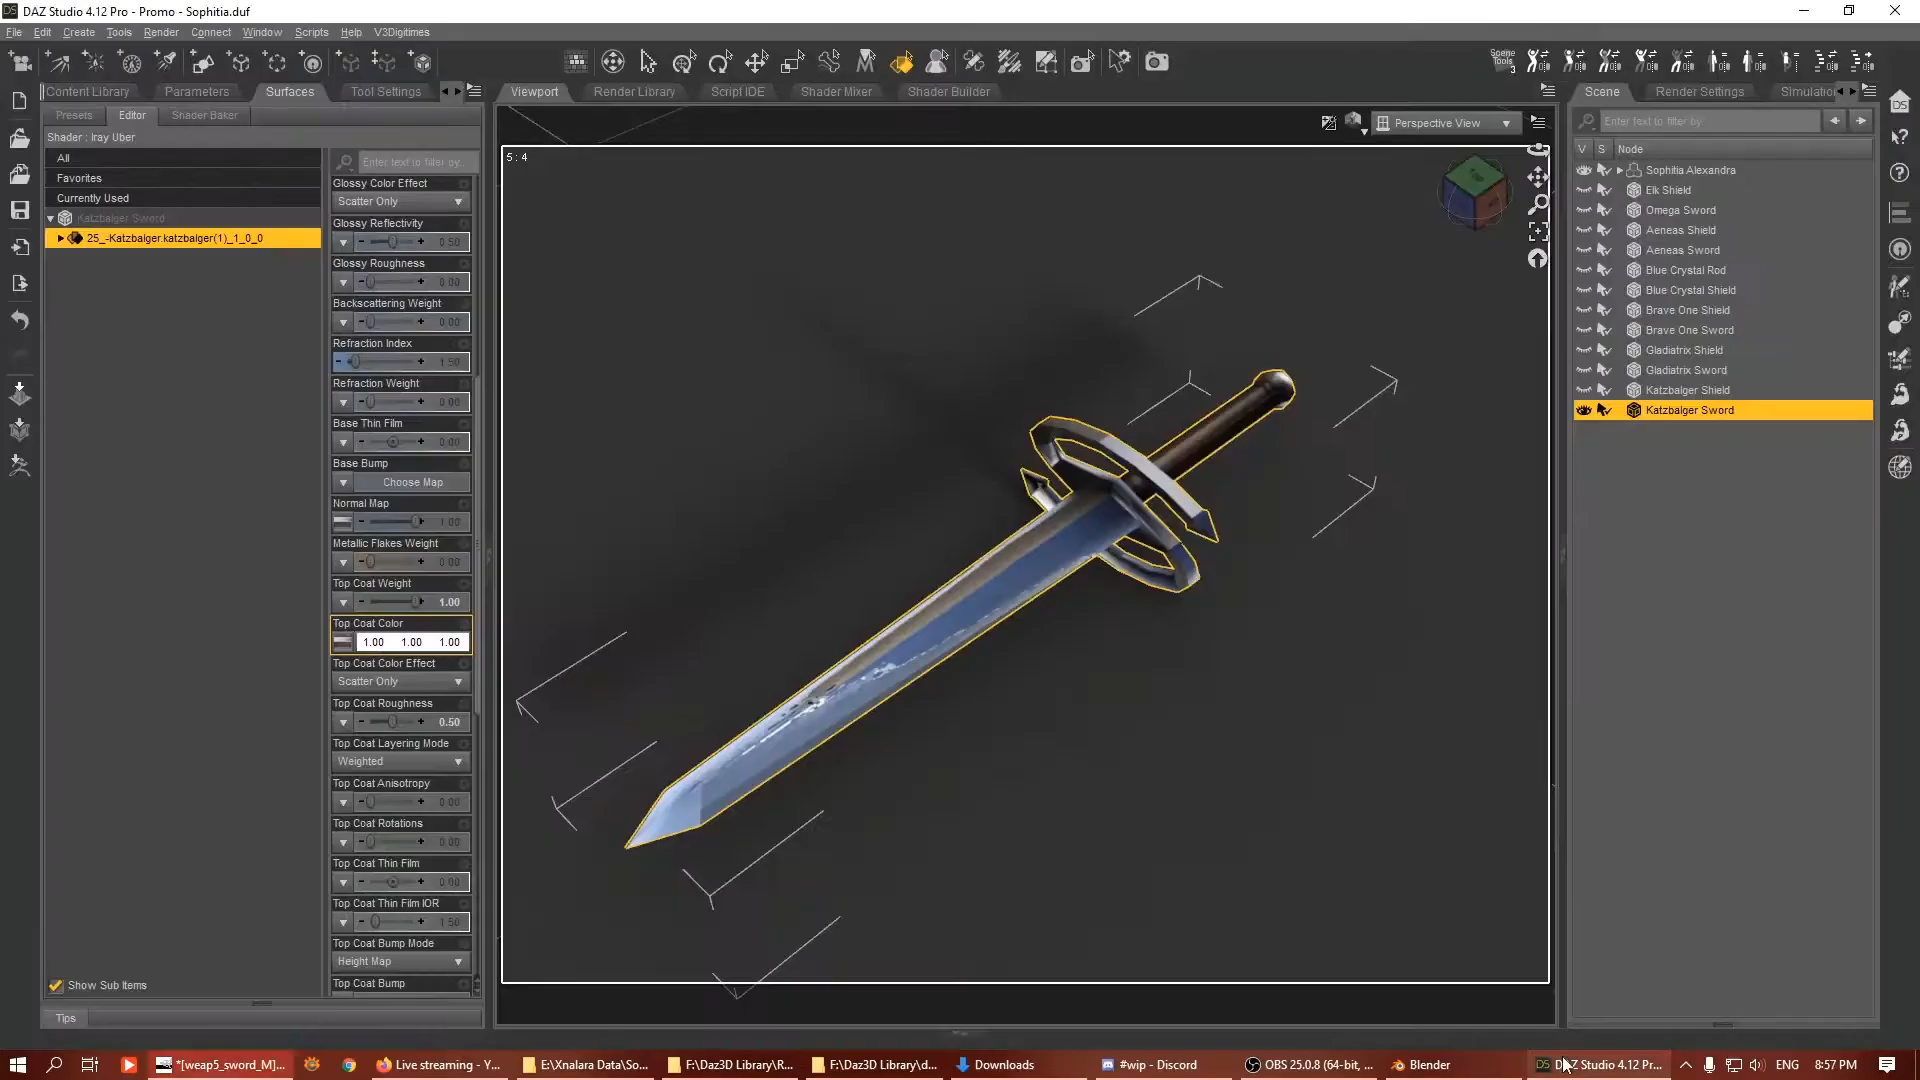 DAZ Studio 4.12 Pro - Promo - Sophitia.duf
File Edit Create Tools Render Connect Window Scripts Help V3Digitimes
Scene Tools 3
Content Library Parameters Surfaces Tool Settings
Viewport Render Library Script IDE Shader Mixer Shader Builder
Scene Render Settings Simulation
Presets Editor Shader Baker
Shader : Iray Uber
All
Favorites
Currently Used
Katzbalger Sword
25_-Katzbalger.katzbalger(1)_1_0_0
Enter text to filter by...
Glossy Color Effect
Scatter Only
Glossy Reflectivity
0.50
Glossy Roughness
0.00
Backscattering Weight
0.00
Refraction Index
1.50
Refraction Weight
0.00
Base Thin Film
0.00
Base Bump
Choose Map
Normal Map
1.00
Metallic Flakes Weight
0.00
Top Coat Weight
1.00
Top Coat Color
1.00 1.00 1.00
Top Coat Color Effect
Scatter Only
Top Coat Roughness
0.50
Top Coat Layering Mode
Weighted
Top Coat Anisotropy
0.00
Top Coat Rotations
0.00
Top Coat Thin Film
0.00
Top Coat Thin Film IOR
1.50
Top Coat Bump Mode
Height Map
Top Coat Bump
Show Sub Items
Tips
5 : 4
Perspective View
Top
Enter text to filter by
V S Node
Sophitia Alexandra
Elk Shield
Omega Sword
Aeneas Shield
Aeneas Sword
Blue Crystal Rod
Blue Crystal Shield
Brave One Shield
Brave One Sword
Gladiatrix Shield
Gladiatrix Sword
Katzbalger Shield
Katzbalger Sword
*[weap5_sword_M]... Live streaming - Y... E:\Xnalara Data\So... F:\Daz3D Library\R... F:\Daz3D Library\d... Downloads #wip - Discord OBS 25.0.8 (64-bit, ... Blender DAZ Studio 4.12 Pr... ENG 8:57 PM